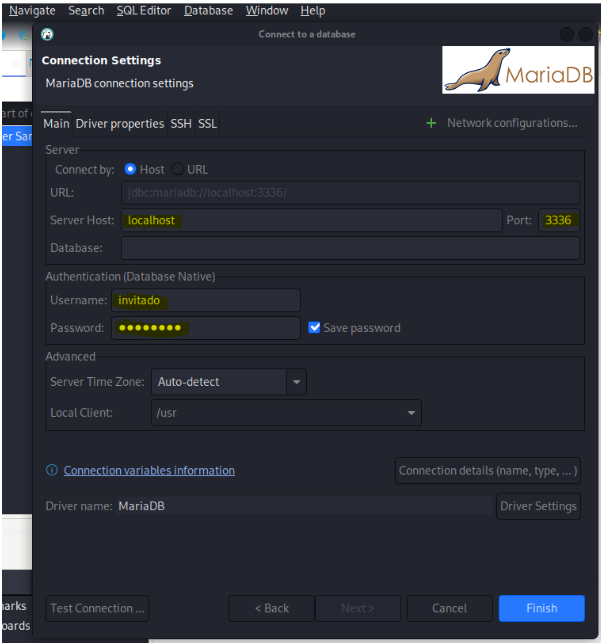 Navigate Search SQL Editor Database Window Help
Connect to a database
Connection Settings
MariaDB connection settings
MariaDB
Main Driver properties SSH SSL
+ Network configurations...
art of
er Sar
Server
Connect by: Host URL
URL: jdbc:mariadb://localhost:3336/
Server Host: localhost Port: 3336
Database:
Authentication (Database Native)
Username: invitado
Password: ●●●●●●●● Save password
Advanced
Server Time Zone: Auto-detect
Local Client: /usr
Connection variables information
Connection details (name, type, ... )
Driver name: MariaDB Driver Settings
narks
oards
Test Connection ... < Back Next > Cancel Finish